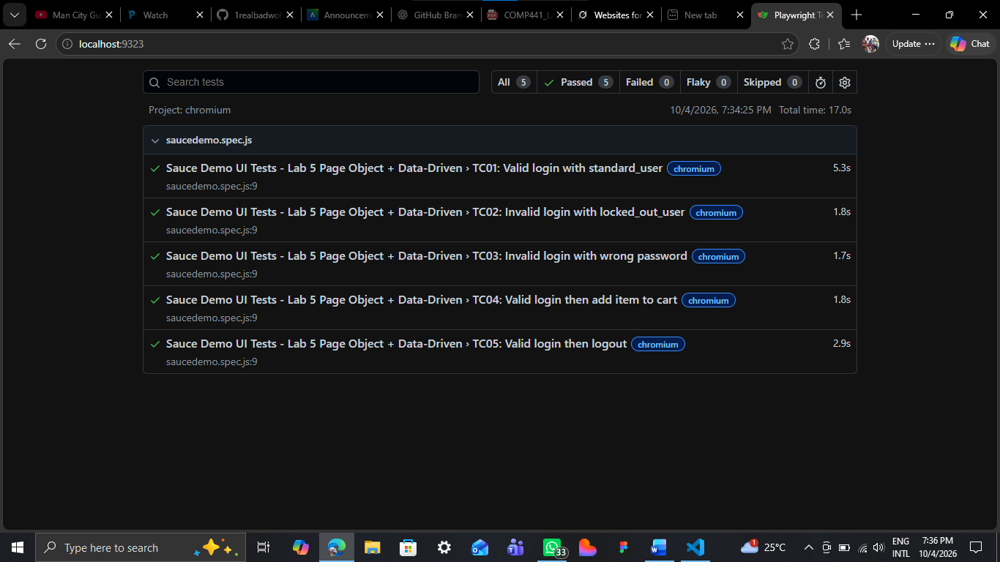 Man City Gu
Watch
1realbadwol
Announcem
GitHub Bran
COMP441_L
Websites for
New tab
Playwright Te
localhost:9323
Update
Chat
Search tests
All 5
Passed 5
Failed 0
Flaky 0
Skipped 0
Project: chromium
10/4/2026, 7:34:25 PM Total time: 17.0s
saucedemo.spec.js
Sauce Demo UI Tests - Lab 5 Page Object + Data-Driven › TC01: Valid login with standard_user chromium 5.3s
saucedemo.spec.js:9
Sauce Demo UI Tests - Lab 5 Page Object + Data-Driven › TC02: Invalid login with locked_out_user chromium 1.8s
saucedemo.spec.js:9
Sauce Demo UI Tests - Lab 5 Page Object + Data-Driven › TC03: Invalid login with wrong password chromium 1.7s
saucedemo.spec.js:9
Sauce Demo UI Tests - Lab 5 Page Object + Data-Driven › TC04: Valid login then add item to cart chromium 1.8s
saucedemo.spec.js:9
Sauce Demo UI Tests - Lab 5 Page Object + Data-Driven › TC05: Valid login then logout chromium 2.9s
saucedemo.spec.js:9
Type here to search
33
1
25°C
ENG
INTL
7:36 PM
10/4/2026